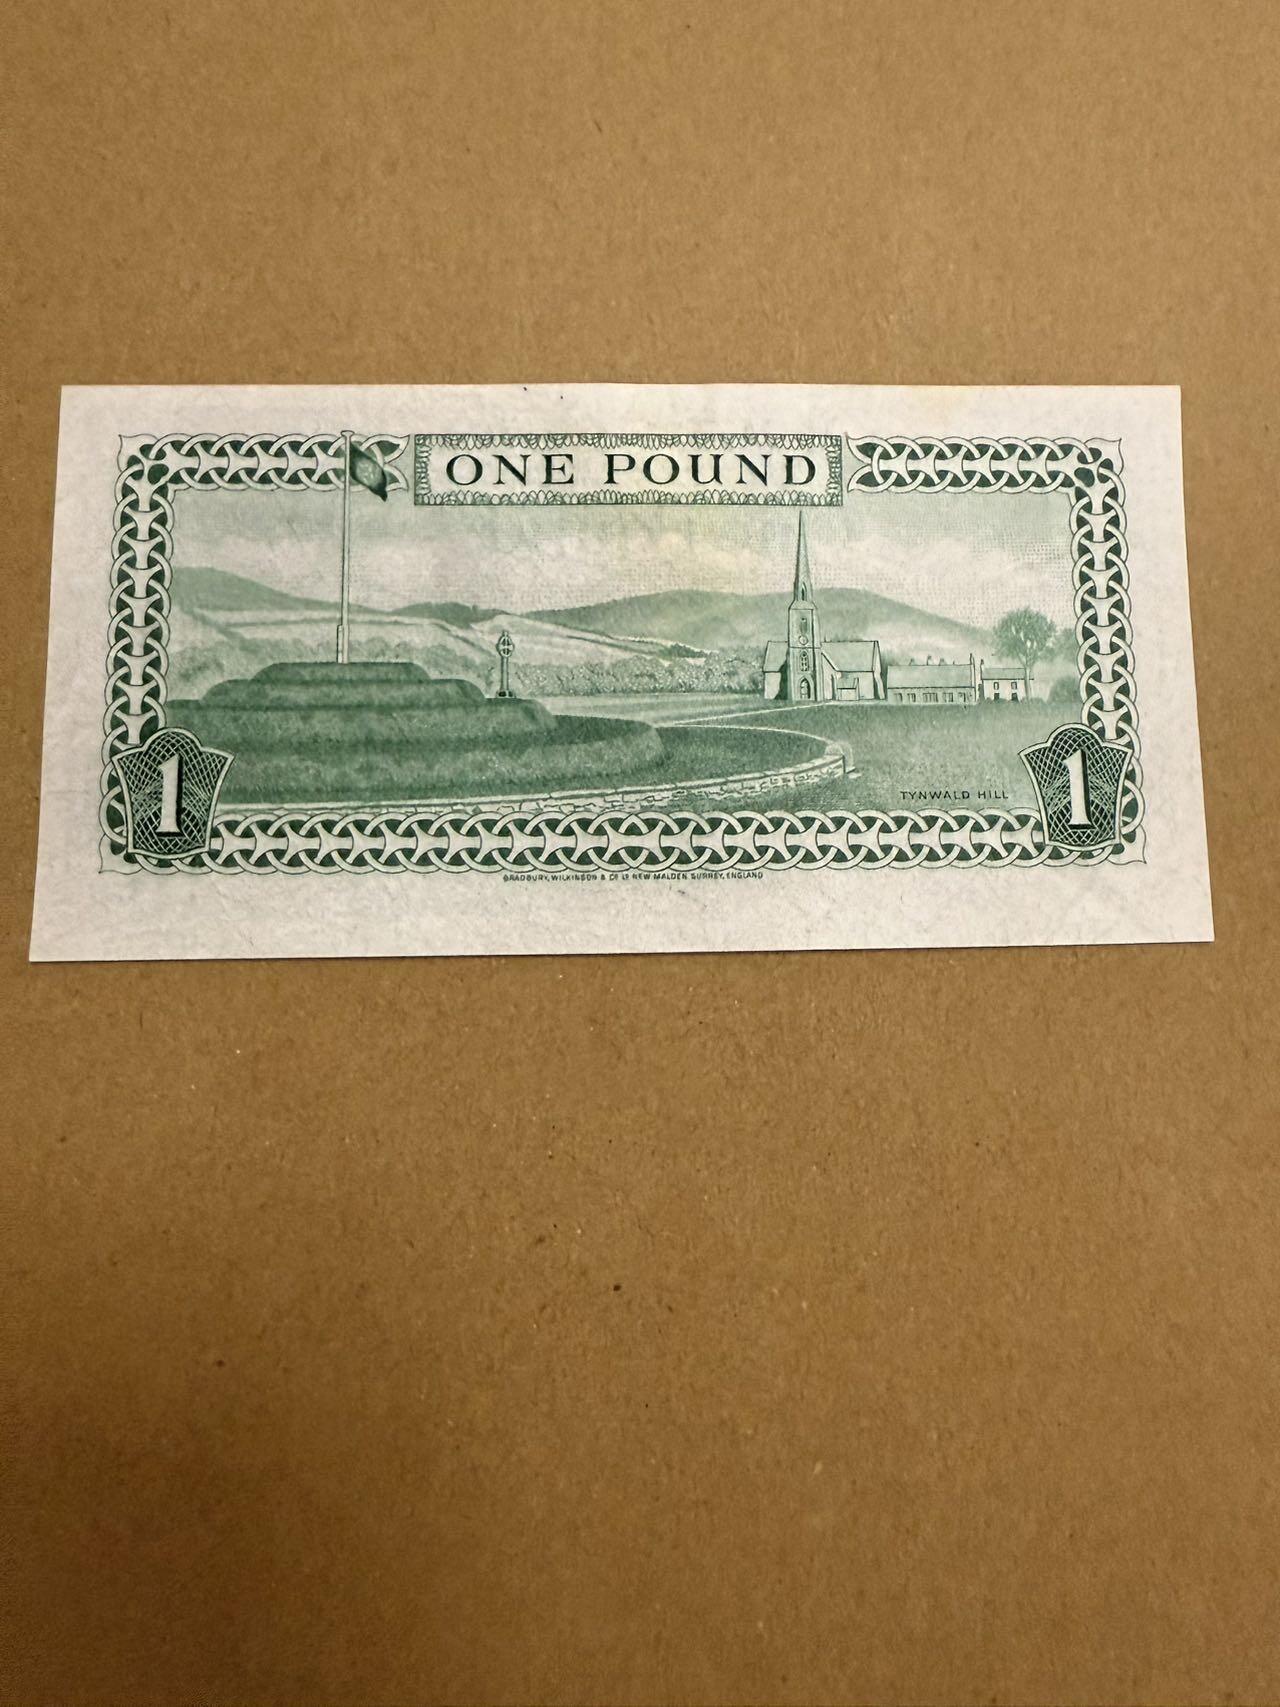 ONE POUND
TYNWALD HILL
1
1
BRADBURY, WILKINSON & Cº Lᴰ NEW MALDEN SURREY, ENGLAND